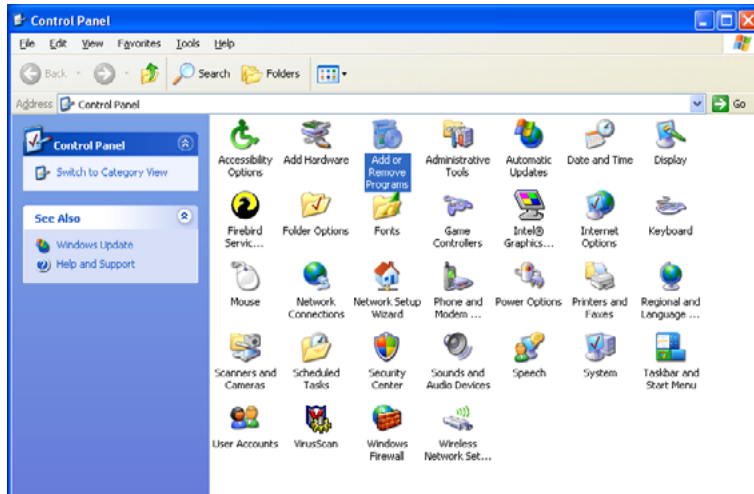 Control Panel
File Edit View Favorites Tools Help
Back Search Folders
Address Control Panel Go
Control Panel
Switch to Category View
See Also
Windows Update
Help and Support
Accessibility Options
Add Hardware
Add or Remove Programs
Administrative Tools
Automatic Updates
Date and Time
Display
Firebird Servic...
Folder Options
Fonts
Game Controllers
Intel® Graphics...
Internet Options
Keyboard
Mouse
Network Connections
Network Setup Wizard
Phone and Modem ...
Power Options
Printers and Faxes
Regional and Language ...
Scanners and Cameras
Scheduled Tasks
Security Center
Sounds and Audio Devices
Speech
System
Taskbar and Start Menu
User Accounts
VirusScan
Windows Firewall
Wireless Network Set...